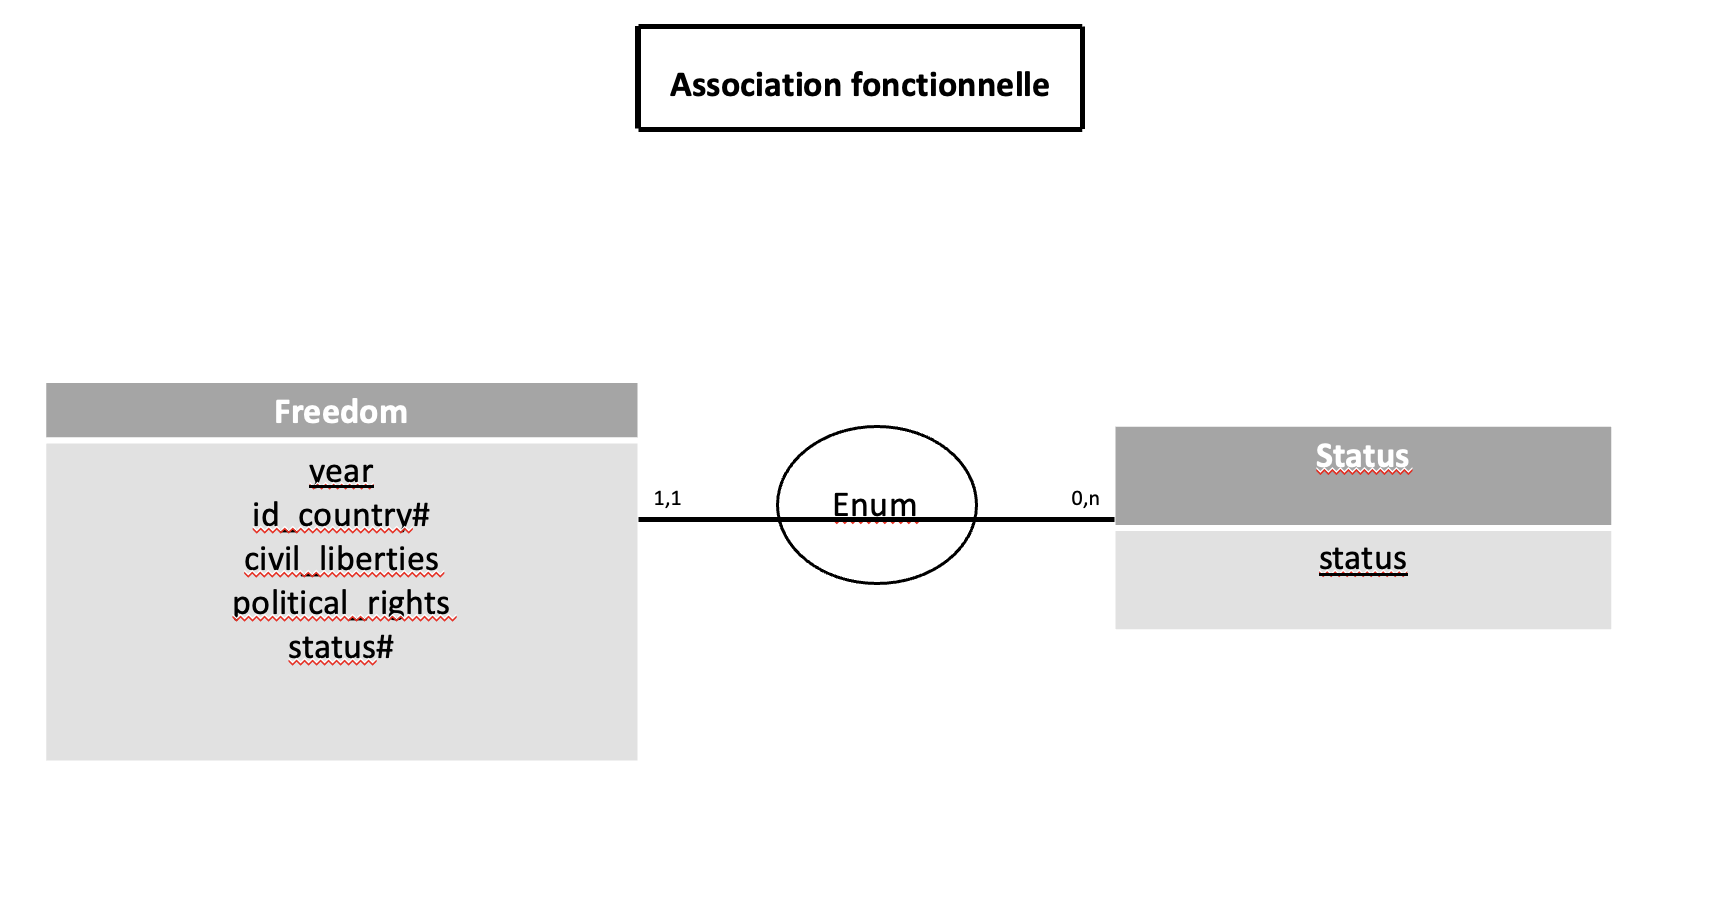 Association fonctionnelle
Freedom
year
id_country#
civil_liberties
political_rights
status#
1,1
Enum
0,n
Status
status